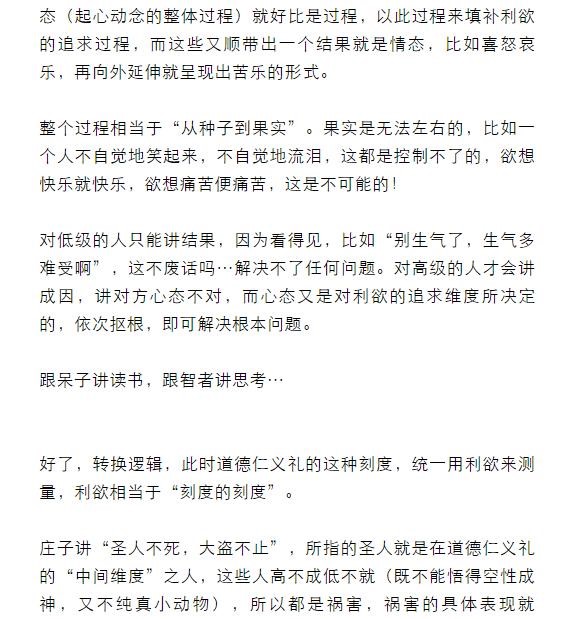 态（起心动念的整体过程）就好比是过程，以此过程来填补利欲
的追求过程，而这些又顺带出一个结果就是情态，比如喜怒哀
乐，再向外延伸就呈现出苦乐的形式。
整个过程相当于“从种子到果实”。果实是无法左右的，比如一
个人不自觉地笑起来，不自觉地流泪，这都是控制不了的，欲想
快乐就快乐，欲想痛苦便痛苦，这是不可能的！
对低级的人只能讲结果，因为看得见，比如“别生气了，生气多
难受啊”，这不废话吗…解决不了任何问题。对高级的人才会讲
成因，讲对方心态不对，而心态又是对利欲的追求维度所决定
的，依次抠根，即可解决根本问题。
跟呆子讲读书，跟智者讲思考…
好了，转换逻辑，此时道德仁义礼的这种刻度，统一用利欲来测
量，利欲相当于“刻度的刻度”。
庄子讲“圣人不死，大盗不止”，所指的圣人就是在道德仁义礼
的“中间维度”之人，这些人高不成低不就（既不能悟得空性成
神，又不纯真小动物），所以都是祸害，祸害的具体表现就